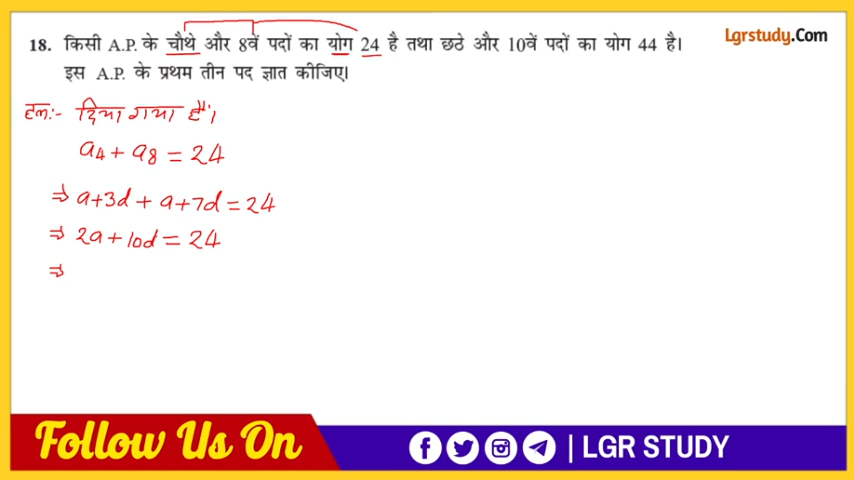 Lgrstudy.Com
18. किसी A.P. के चौथे और 8वें पदों का योग 24 है तथा छठे और 10वें पदों का योग 44 है।
इस A.P. के प्रथम तीन पद ज्ञात कीजिए।
हल:- दिया गया है।
a₄ + a₈ = 24
⇒ a+3d + a+7d = 24
⇒ 2a + 10d = 24
⇒
Follow Us On | LGR STUDY